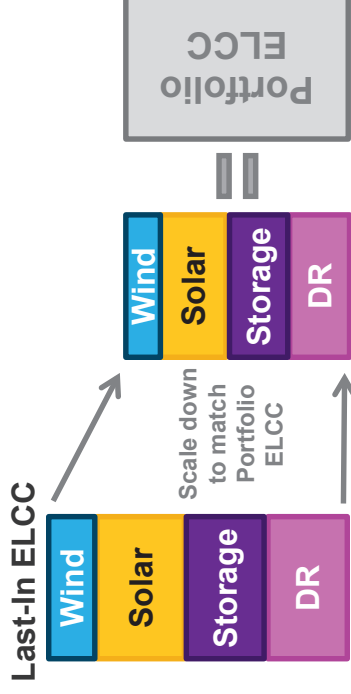 Last-In ELCC
Wind
Solar
Storage
DR
Scale down
to match
Portfolio
ELCC
Wind
Solar
Storage
DR
Portfolio
ELCC